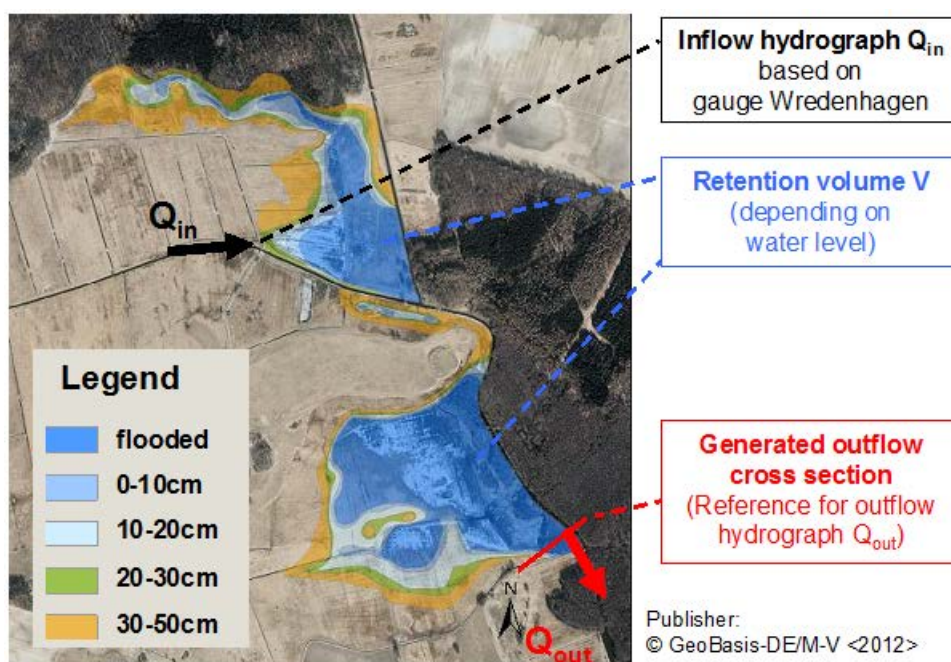 Inflow hydrograph Qin
based on
gauge Wredenhagen
Retention volume V
(depending on
water level)
Qin
Legend
flooded
0-10cm
10-20cm
20-30cm
30-50cm
Generated outflow
cross section
(Reference for outflow
hydrograph Qout)
N
Qout
Publisher:
© GeoBasis-DE/M-V <2012>